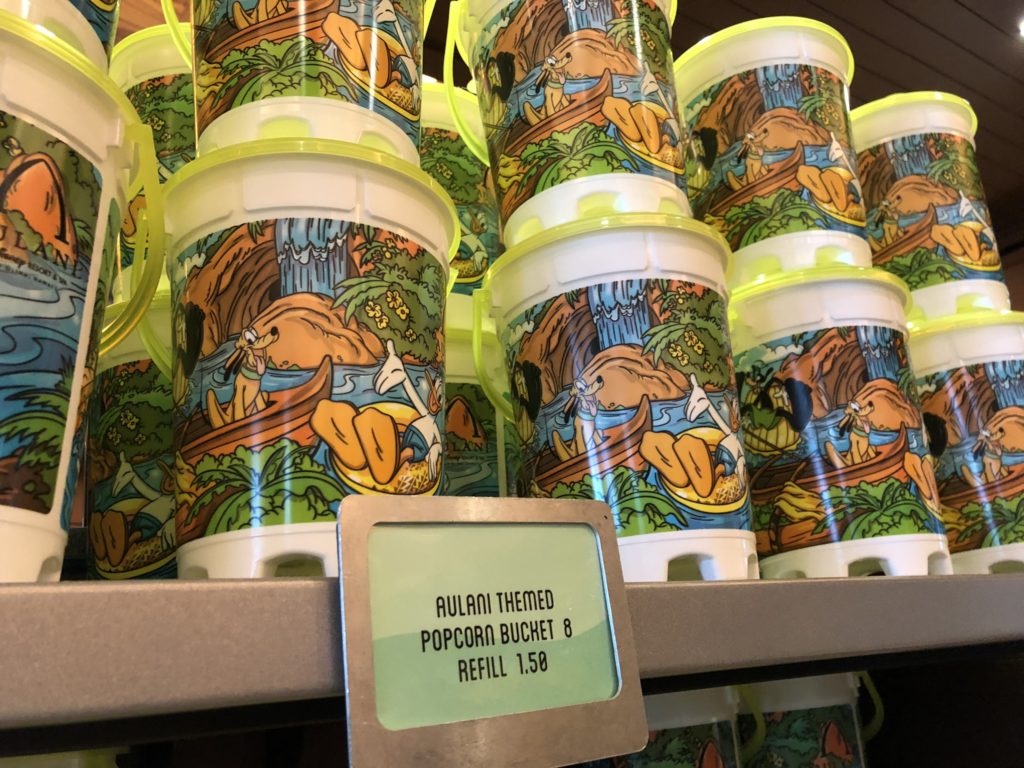 AULANI THEMED
POPCORN BUCKET 8
REFILL 1.50